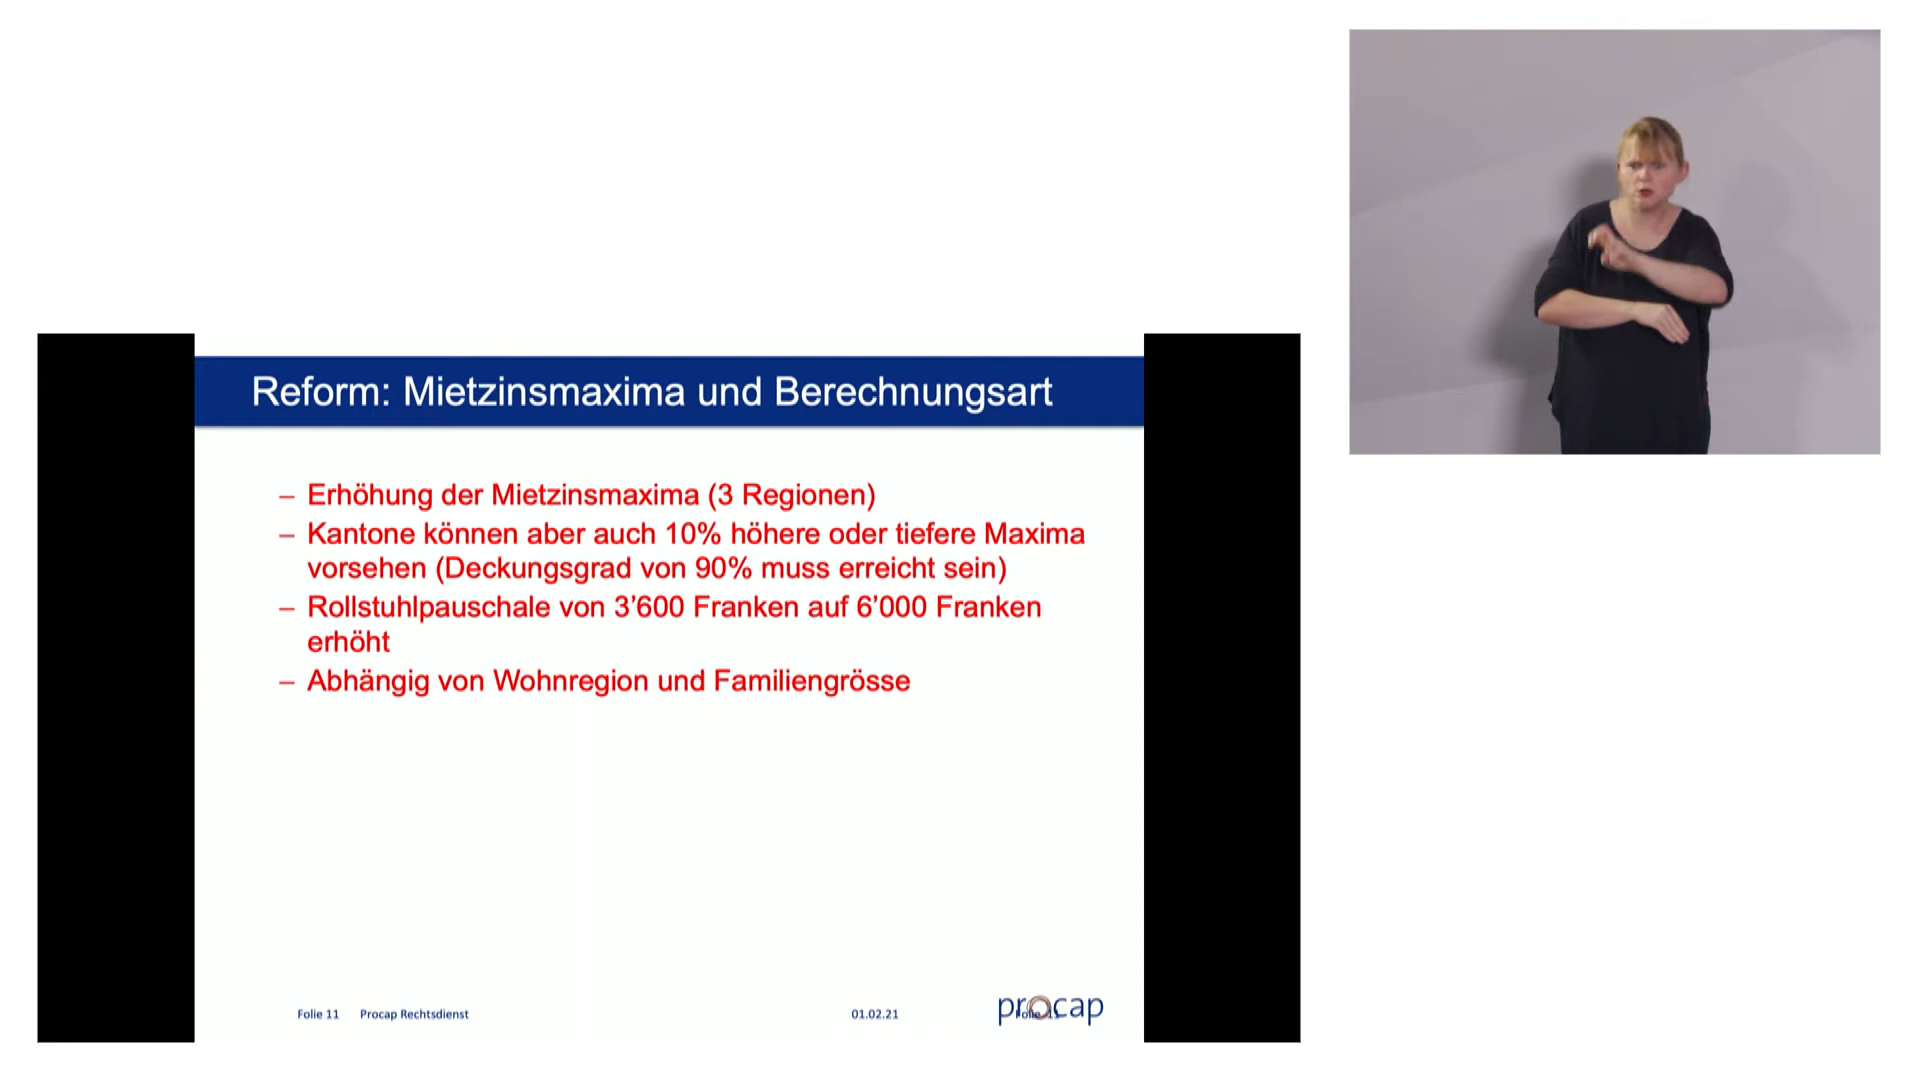 Reform: Mietzinsmaxima und Berechnungsart
– Erhöhung der Mietzinsmaxima (3 Regionen)
– Kantone können aber auch 10% höhere oder tiefere Maxima
vorsehen (Deckungsgrad von 90% muss erreicht sein)
– Rollstuhlpauschale von 3’600 Franken auf 6’000 Franken
erhöht
– Abhängig von Wohnregion und Familiengrösse
Folie 11 Procap Rechtsdienst 01.02.21 procap
Folie 11